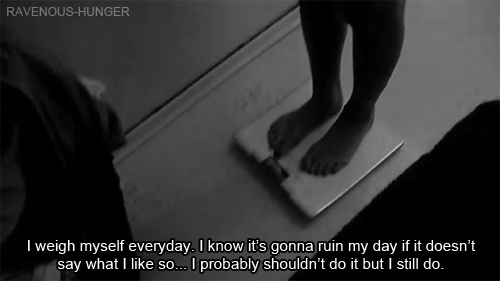 RAVENOUS-HUNGER
I weigh myself everyday. I know it's gonna ruin my day if it doesn't
say what I like so... I probably shouldn't do it but I still do.